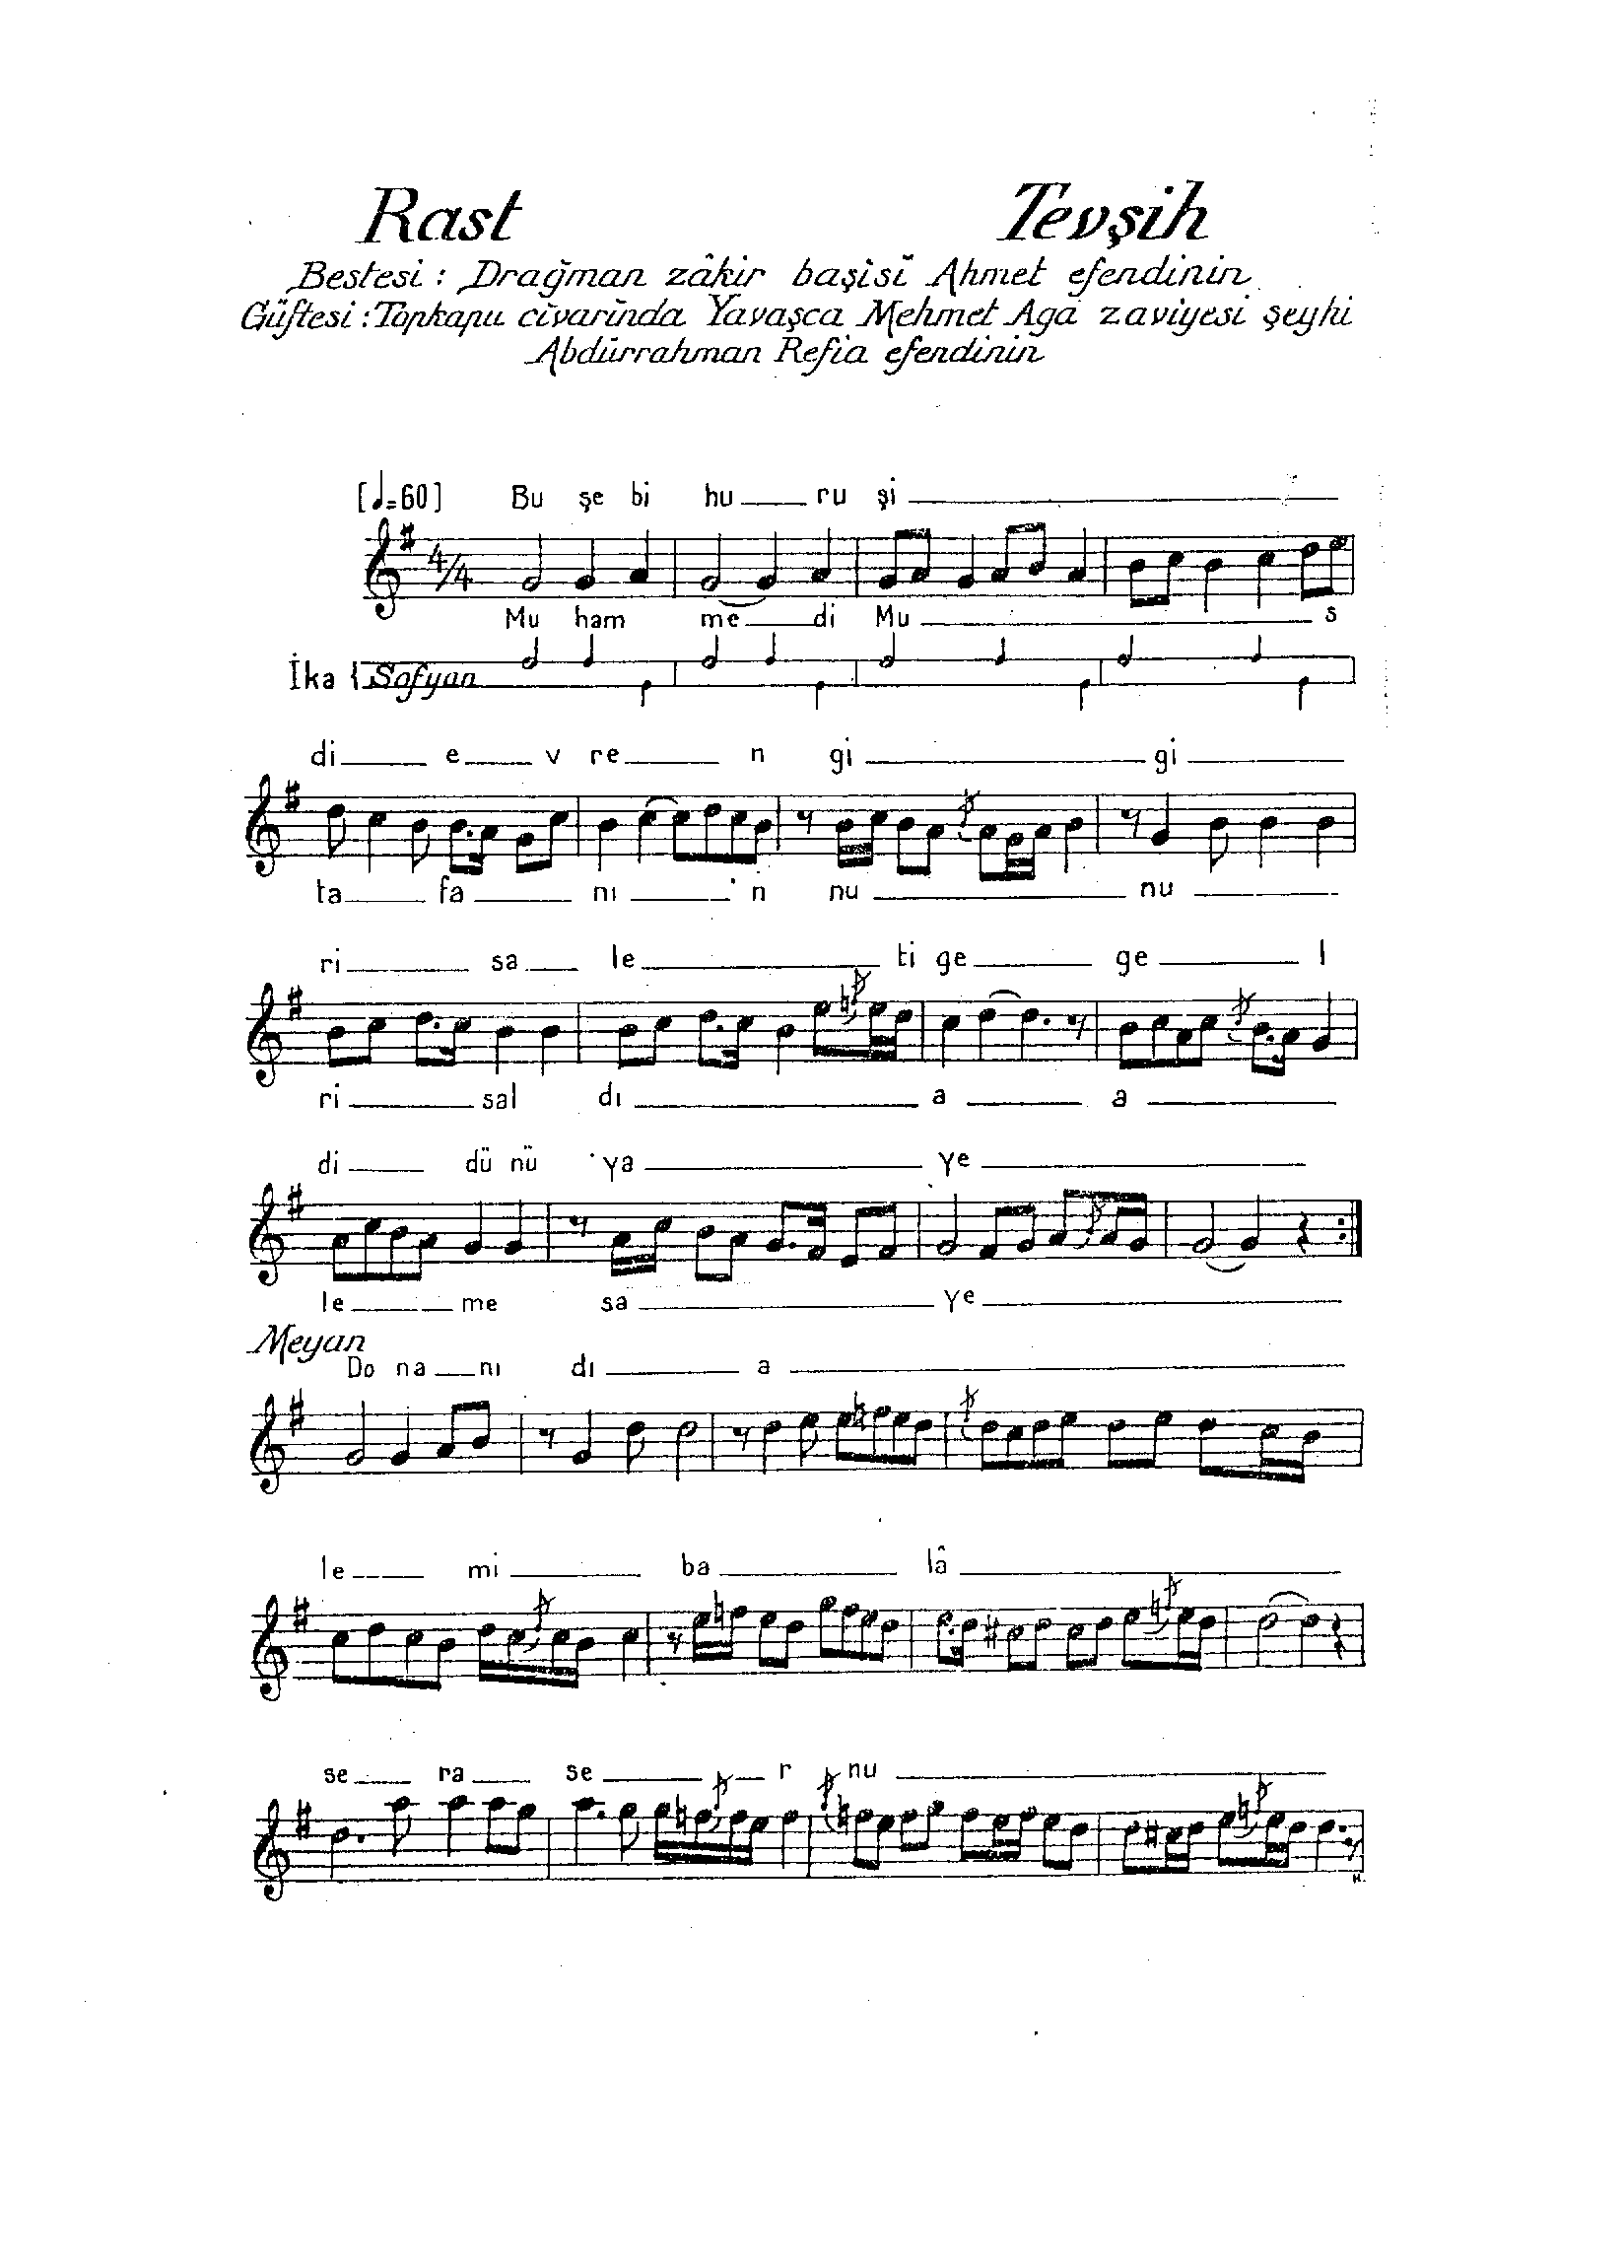 Rast Tevşih
Bestesi : Drağman zâkir başisi Ahmet efendinin
Güftesi : Topkapu civarında Yavaşca Mehmet Aga zaviyesi şeyhi
Abdürrahman Refia efendinin
[♩=60] Bu şe bi hu ru şi
4/4
Mu ham me di Mu s
İka { Sofyan
di e v re n gi gi
ta fa nı n nu nu
ri sa le ti ge ge l
ri sal dı a a
di dü nü ya ye
le me sa ye
Meyan
Do na nı dı a
le mi ba lâ
se ra se r nu